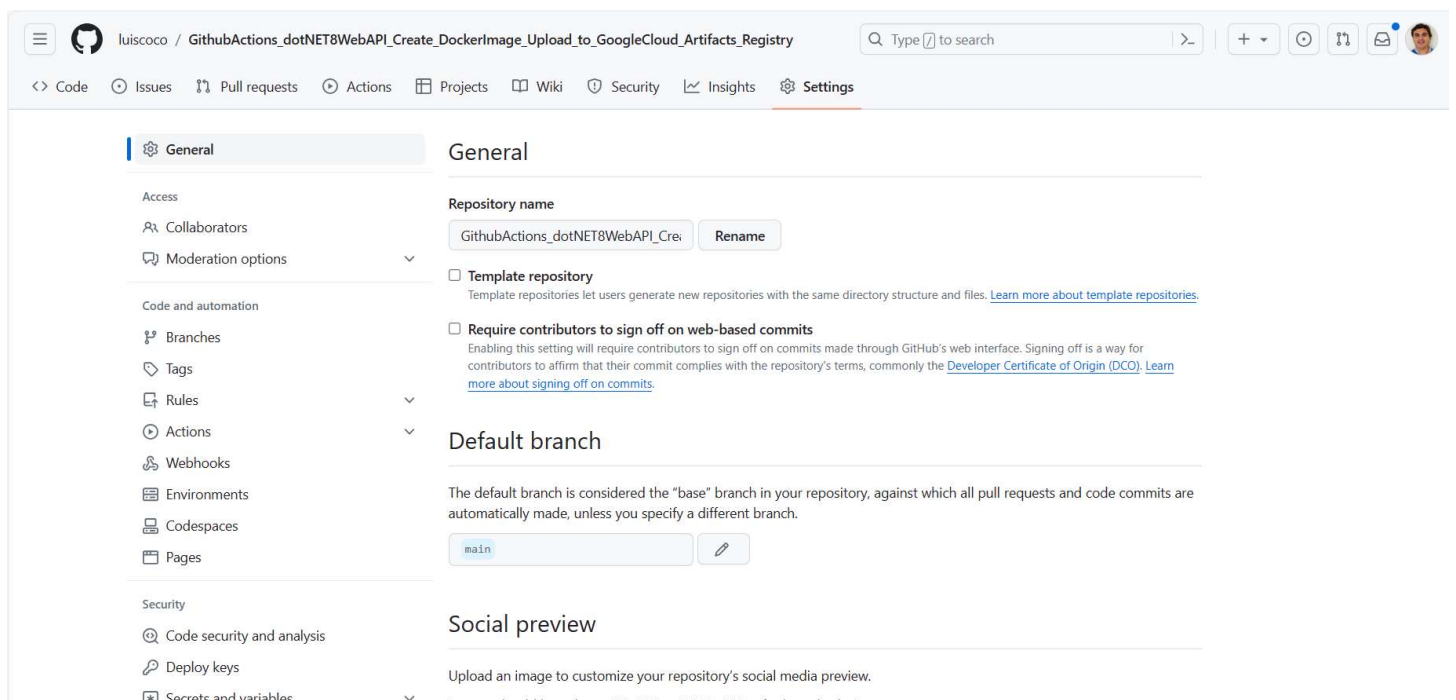 luiscoco / GithubActions_dotNET8WebAPI_Create_DockerImage_Upload_to_GoogleCloud_Artifacts_Registry
Type / to search
Code
Issues
Pull requests
Actions
Projects
Wiki
Security
Insights
Settings
General
Access
Collaborators
Moderation options
Code and automation
Branches
Tags
Rules
Actions
Webhooks
Environments
Codespaces
Pages
Security
Code security and analysis
Deploy keys
Secrets and variables
General
Repository name
GithubActions_dotNET8WebAPI_Crea
Rename
Template repository
Template repositories let users generate new repositories with the same directory structure and files. Learn more about template repositories.
Require contributors to sign off on web-based commits
Enabling this setting will require contributors to sign off on commits made through GitHub's web interface. Signing off is a way for
contributors to affirm that their commit complies with the repository's terms, commonly the Developer Certificate of Origin (DCO). Learn
more about signing off on commits.
Default branch
The default branch is considered the “base” branch in your repository, against which all pull requests and code commits are
automatically made, unless you specify a different branch.
main
Social preview
Upload an image to customize your repository's social media preview.